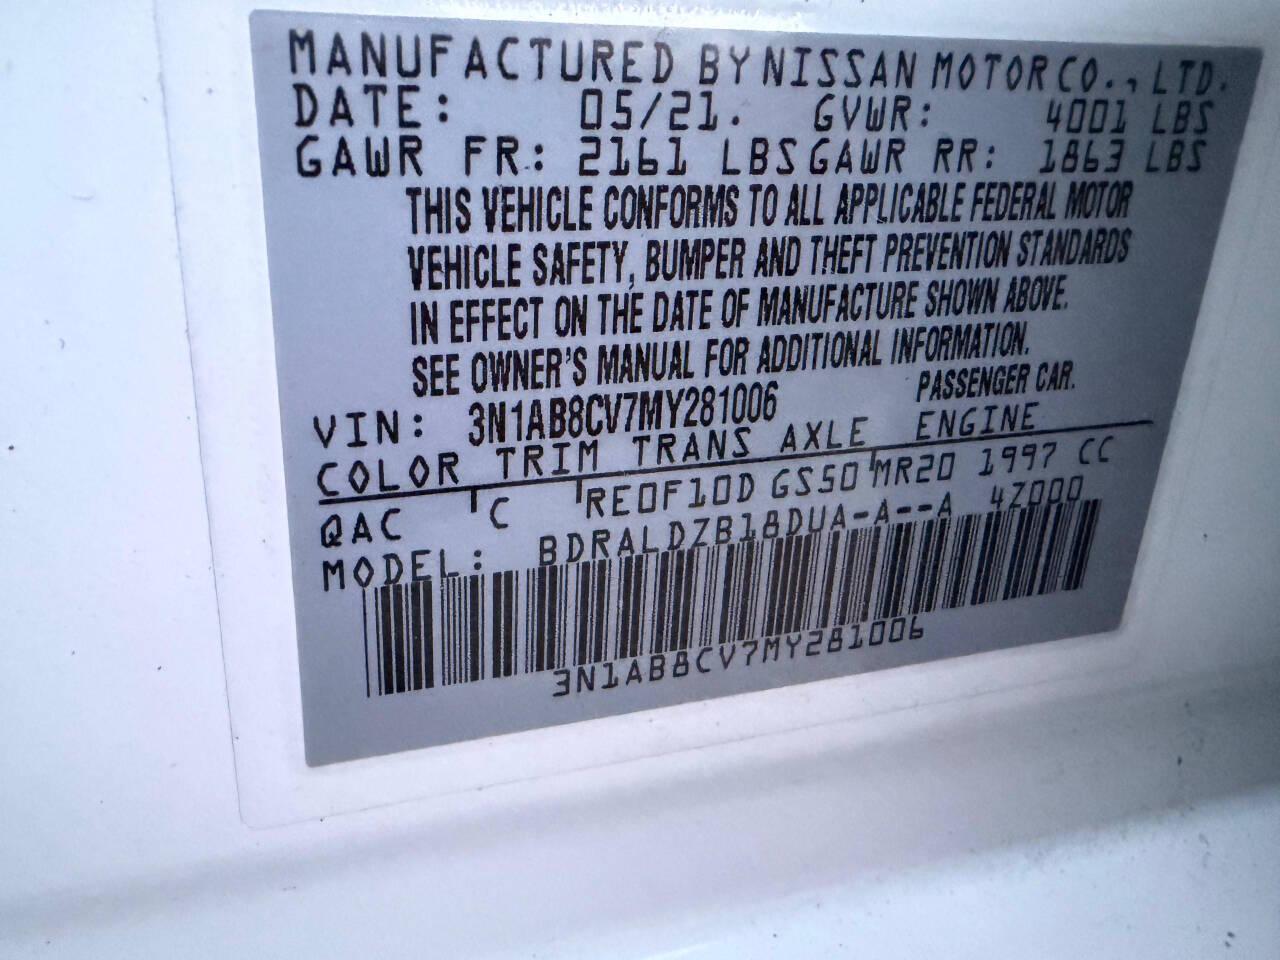 MANUFACTURED BY NISSAN MOTOR CO., LTD.
DATE: 05/21. GVWR: 4001 LBS
GAWR FR: 2161 LBS GAWR RR: 1863 LBS
THIS VEHICLE CONFORMS TO ALL APPLICABLE FEDERAL MOTOR
VEHICLE SAFETY, BUMPER AND THEFT PREVENTION STANDARDS
IN EFFECT ON THE DATE OF MANUFACTURE SHOWN ABOVE.
SEE OWNER'S MANUAL FOR ADDITIONAL INFORMATION.
VIN: 3N1AB8CV7MY281006 PASSENGER CAR.
COLOR TRIM TRANS AXLE ENGINE
QAC C RE0F10D GS50 MR20 1997 CC
MODEL: BDRALDZB18DUA-A--A 4Z000
3N1AB8CV7MY281006